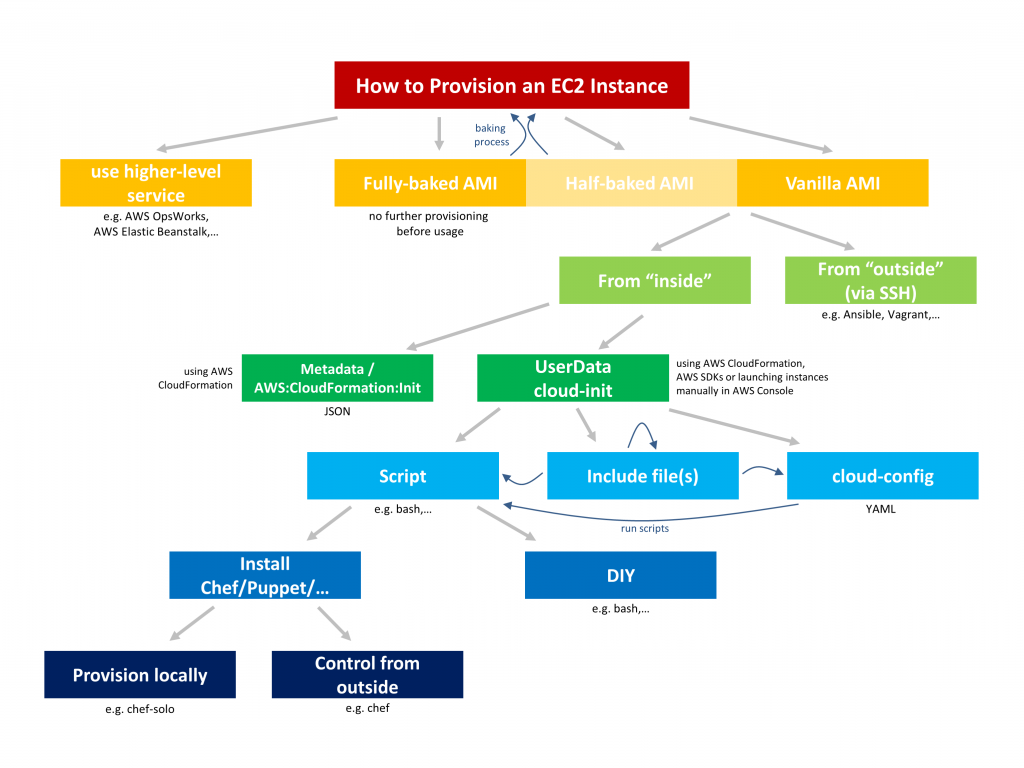 How to Provision an EC2 Instance
baking
process
use higher-level
service
Fully-baked AMI
Half-baked AMI
Vanilla AMI
e.g. AWS OpsWorks,
AWS Elastic Beanstalk,...
no further provisioning
before usage
From “inside”
From “outside”
(via SSH)
e.g. Ansible, Vagrant,...
using AWS
CloudFormation
Metadata /
AWS:CloudFormation:Init
JSON
UserData
cloud-init
using AWS CloudFormation,
AWS SDKs or launching instances
manually in AWS Console
Script
Include file(s)
cloud-config
e.g. bash,...
YAML
run scripts
Install
Chef/Puppet/...
DIY
e.g. bash,...
Provision locally
Control from
outside
e.g. chef-solo
e.g. chef